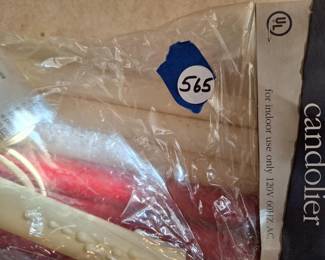 565
UL
for indoor use only 120V 60HZ AC
candolier